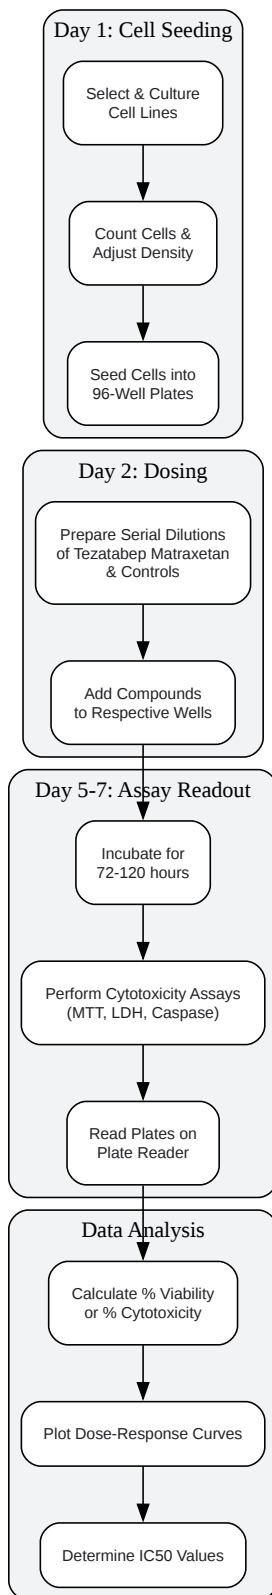 Day 1: Cell Seeding
Select & Culture
Cell Lines
Count Cells &
Adjust Density
Seed Cells into
96-Well Plates
Day 2: Dosing
Prepare Serial Dilutions
of Tezatabep Matraxetan
& Controls
Add Compounds
to Respective Wells
Day 5-7: Assay Readout
Incubate for
72-120 hours
Perform Cytotoxicity Assays
(MTT, LDH, Caspase)
Read Plates on
Plate Reader
Data Analysis
Calculate % Viability
or % Cytotoxicity
Plot Dose-Response Curves
Determine IC50 Values